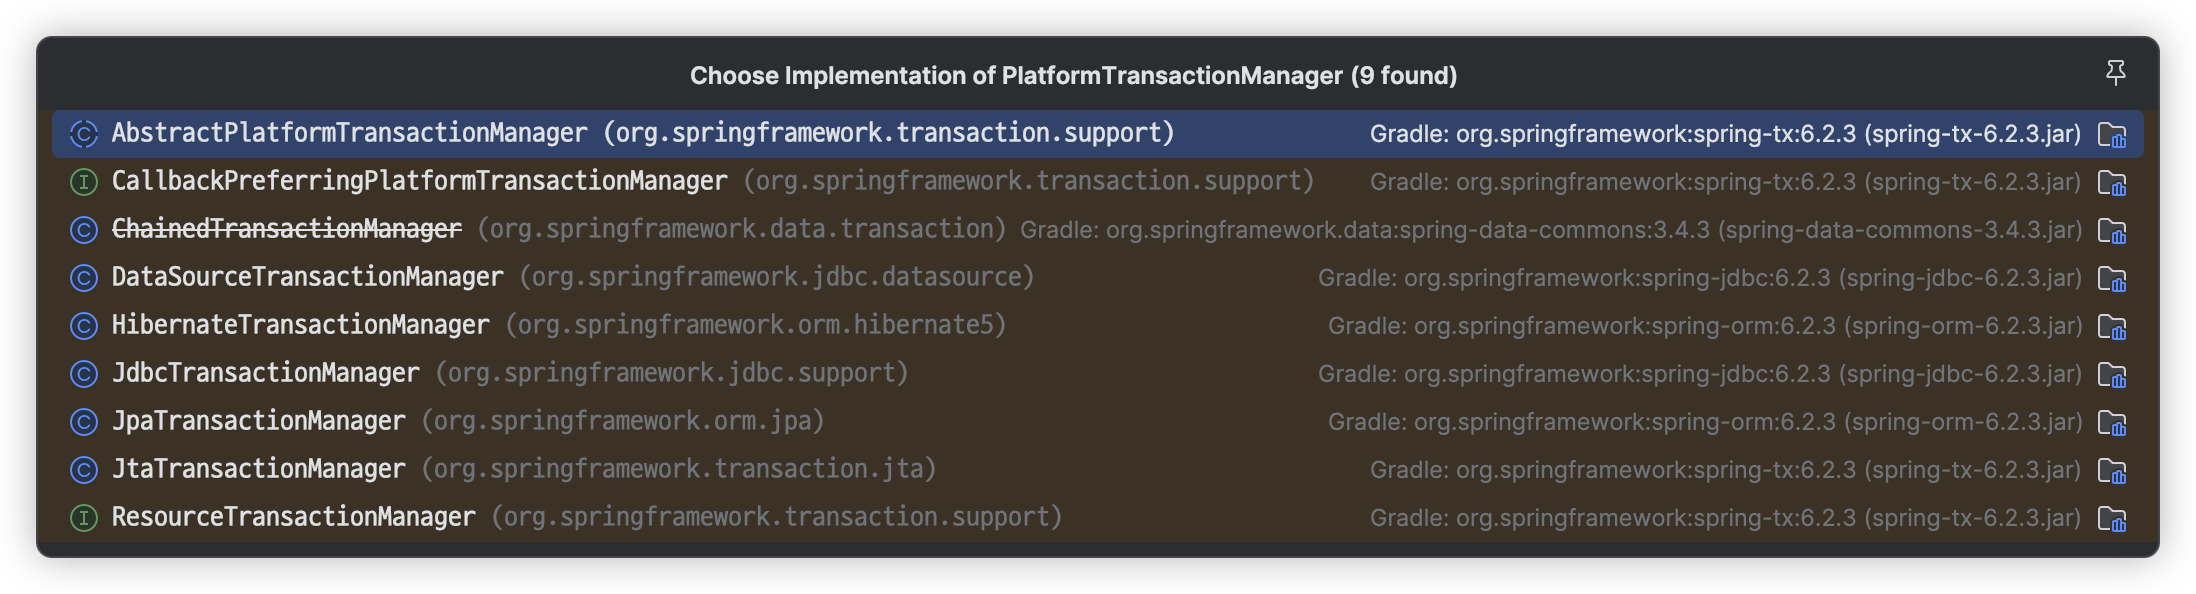 Choose Implementation of PlatformTransactionManager (9 found)
AbstractPlatformTransactionManager (org.springframework.transaction.support) Gradle: org.springframework:spring-tx:6.2.3 (spring-tx-6.2.3.jar)
CallbackPreferringPlatformTransactionManager (org.springframework.transaction.support) Gradle: org.springframework:spring-tx:6.2.3 (spring-tx-6.2.3.jar)
ChainedTransactionManager (org.springframework.data.transaction) Gradle: org.springframework.data:spring-data-commons:3.4.3 (spring-data-commons-3.4.3.jar)
DataSourceTransactionManager (org.springframework.jdbc.datasource) Gradle: org.springframework:spring-jdbc:6.2.3 (spring-jdbc-6.2.3.jar)
HibernateTransactionManager (org.springframework.orm.hibernate5) Gradle: org.springframework:spring-orm:6.2.3 (spring-orm-6.2.3.jar)
JdbcTransactionManager (org.springframework.jdbc.support) Gradle: org.springframework:spring-jdbc:6.2.3 (spring-jdbc-6.2.3.jar)
JpaTransactionManager (org.springframework.orm.jpa) Gradle: org.springframework:spring-orm:6.2.3 (spring-orm-6.2.3.jar)
JtaTransactionManager (org.springframework.transaction.jta) Gradle: org.springframework:spring-tx:6.2.3 (spring-tx-6.2.3.jar)
ResourceTransactionManager (org.springframework.transaction.support) Gradle: org.springframework:spring-tx:6.2.3 (spring-tx-6.2.3.jar)